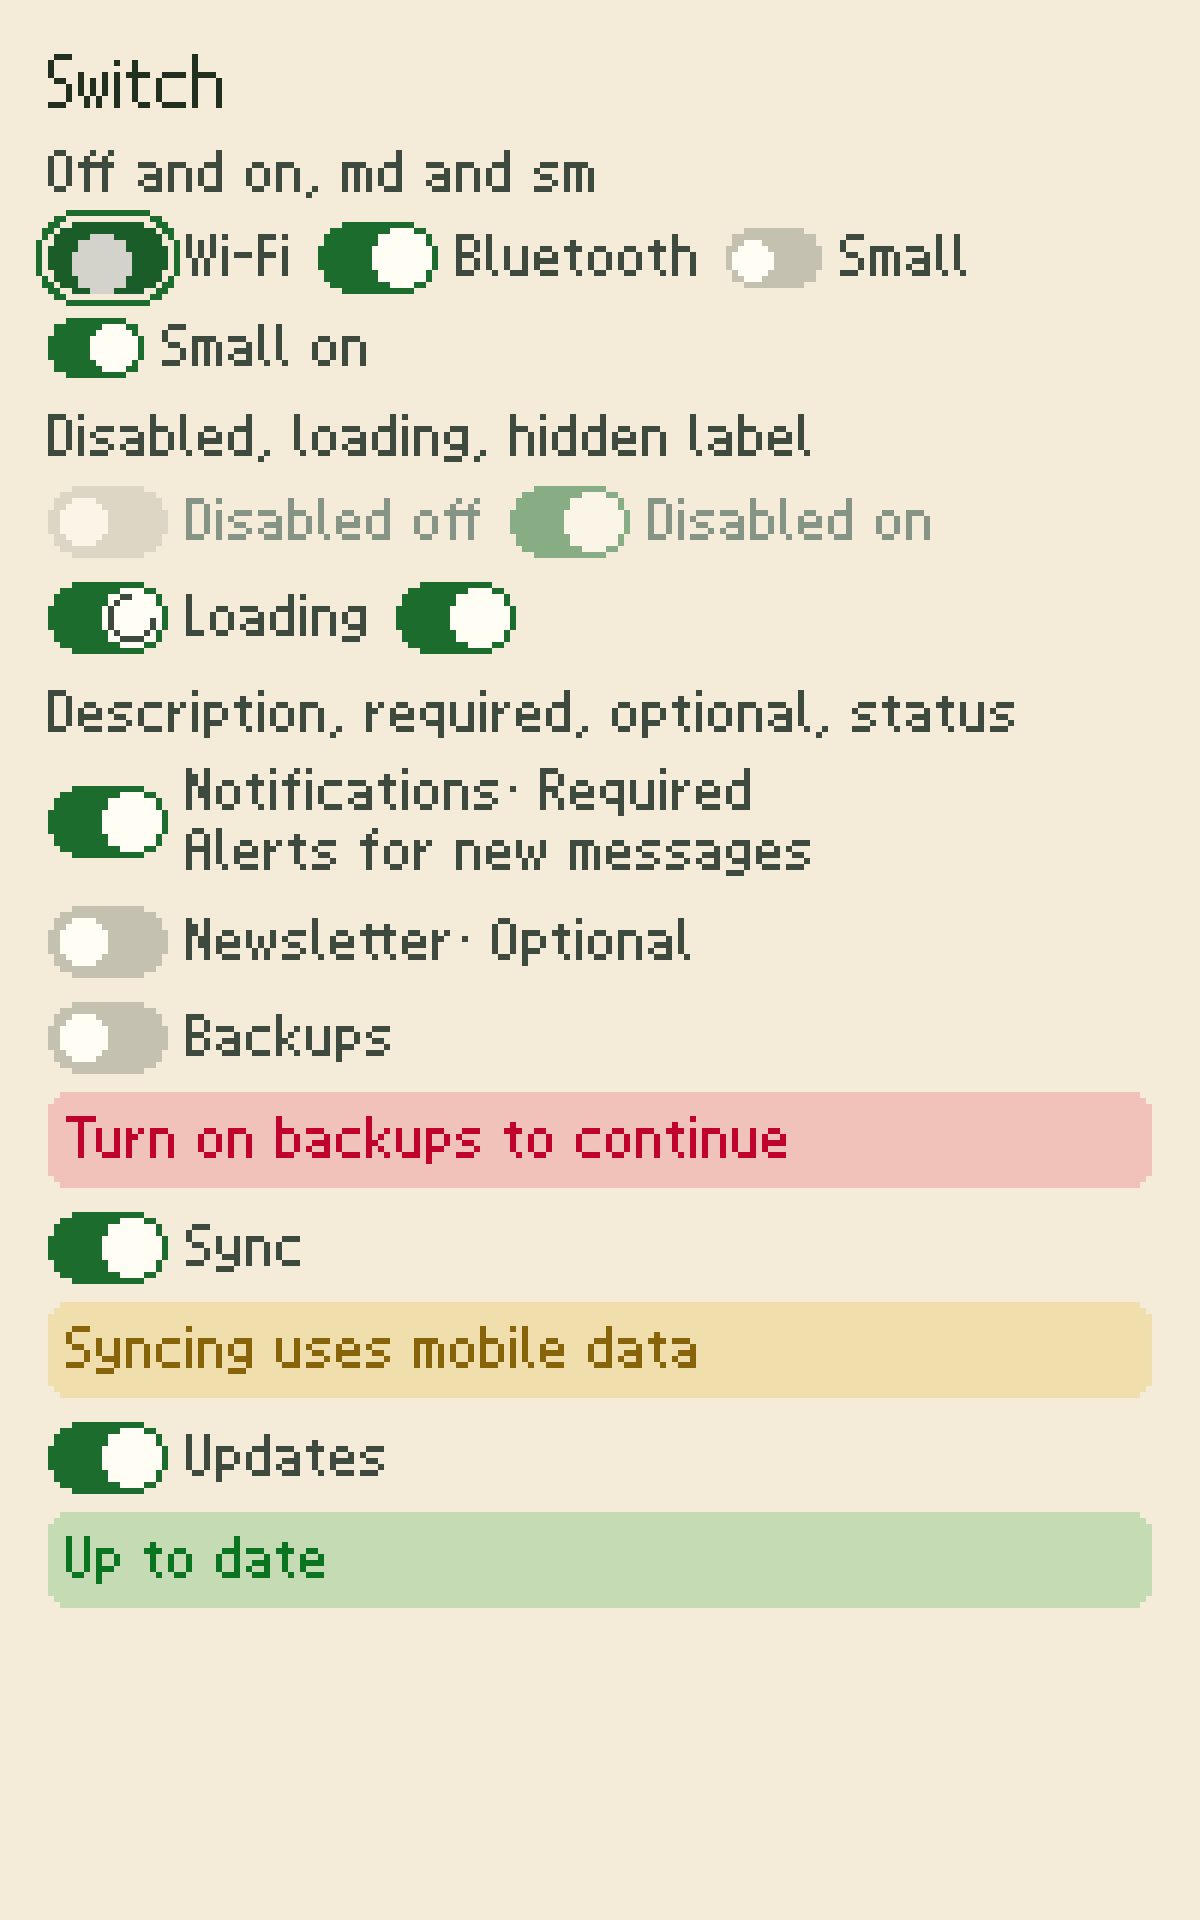 Switch
Off and on, md and sm
Wi-Fi Bluetooth Small
Small on
Disabled, loading, hidden label
Disabled off Disabled on
Loading
Description, required, optional, status
Notifications · Required
Alerts for new messages
Newsletter · Optional
Backups
Turn on backups to continue
Sync
Syncing uses mobile data
Updates
Up to date